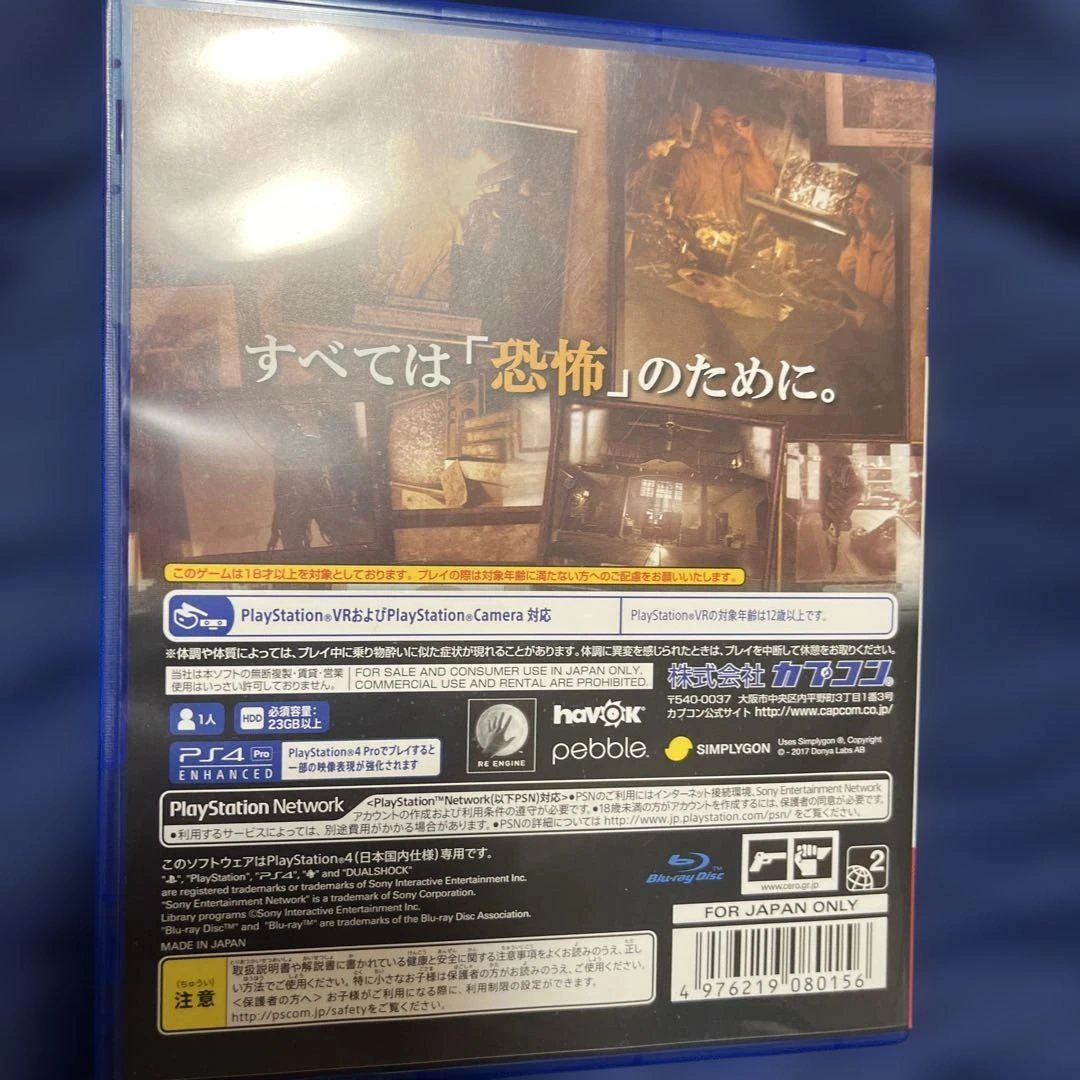 すべては「恐怖」のために。
このゲームは18才以上を対象としております。プレイの際は対象年齢に満たない方へのご配慮をお願いいたします。
PlayStation®VRおよびPlayStation®Camera 対応
PlayStation®VRの対象年齢は12歳以上です。
※体調や体質によっては、プレイ中に乗り物酔いに似た症状が現れることがあります。体調に異変を感じられたときは、プレイを中断して休憩をお取りください。
当社は本ソフトの無断複製・賃貸・営業
使用はいっさい許可しておりません。
FOR SALE AND CONSUMER USE IN JAPAN ONLY.
COMMERCIAL USE AND RENTAL ARE PROHIBITED.
株式会社 カプコン®
〒540-0037 大阪市中央区内平野町3丁目1番3号
カプコン公式サイト http://www.capcom.co.jp/
1人
HDD 必須容量:
23GB以上
RE ENGINE
havok
pebble.
SIMPLYGON
Uses Simplygon ®, Copyright
© - 2017 Donya Labs AB
PS4 Pro
ENHANCED
PlayStation®4 Proでプレイすると
一部の映像表現が強化されます
PlayStation Network
<PlayStation™Network(以下PSN)対応>●PSNのご利用にはインターネット接続環境、Sony Entertainment Network
アカウントの作成および利用条件の遵守が必要です。●18歳未満の方がアカウントを作成するには、保護者の同意が必要です。
●利用するサービスによっては、別途費用がかかる場合があります。●PSNの詳細については http://www.jp.playstation.com/psn/ をご覧ください。
このソフトウェアはPlayStation®4(日本国内仕様)専用です。
"PlayStation", "PS4", and "DUALSHOCK"
are registered trademarks or trademarks of Sony Interactive Entertainment Inc.
"Sony Entertainment Network" is a trademark of Sony Corporation.
Library programs ©Sony Interactive Entertainment Inc.
"Blu-ray Disc™" and "Blu-ray™" are trademarks of the Blu-ray Disc Association.
MADE IN JAPAN
Blu-ray Disc™
www.cero.gr.jp
2
FOR JAPAN ONLY
4 976219 080156
(ちゅうい)
注意
取扱説明書や解説書に書かれている健康と安全に関する注意事項をよくお読みのうえ、正し
い方法でご使用ください。特に小さなお子様は保護者の方がお読みのうえ、ご使用ください。
<保護者の方へ> お子様がご利用になる際に、利用制限の設定ができます。
http://pscom.jp/safetyをご覧ください。